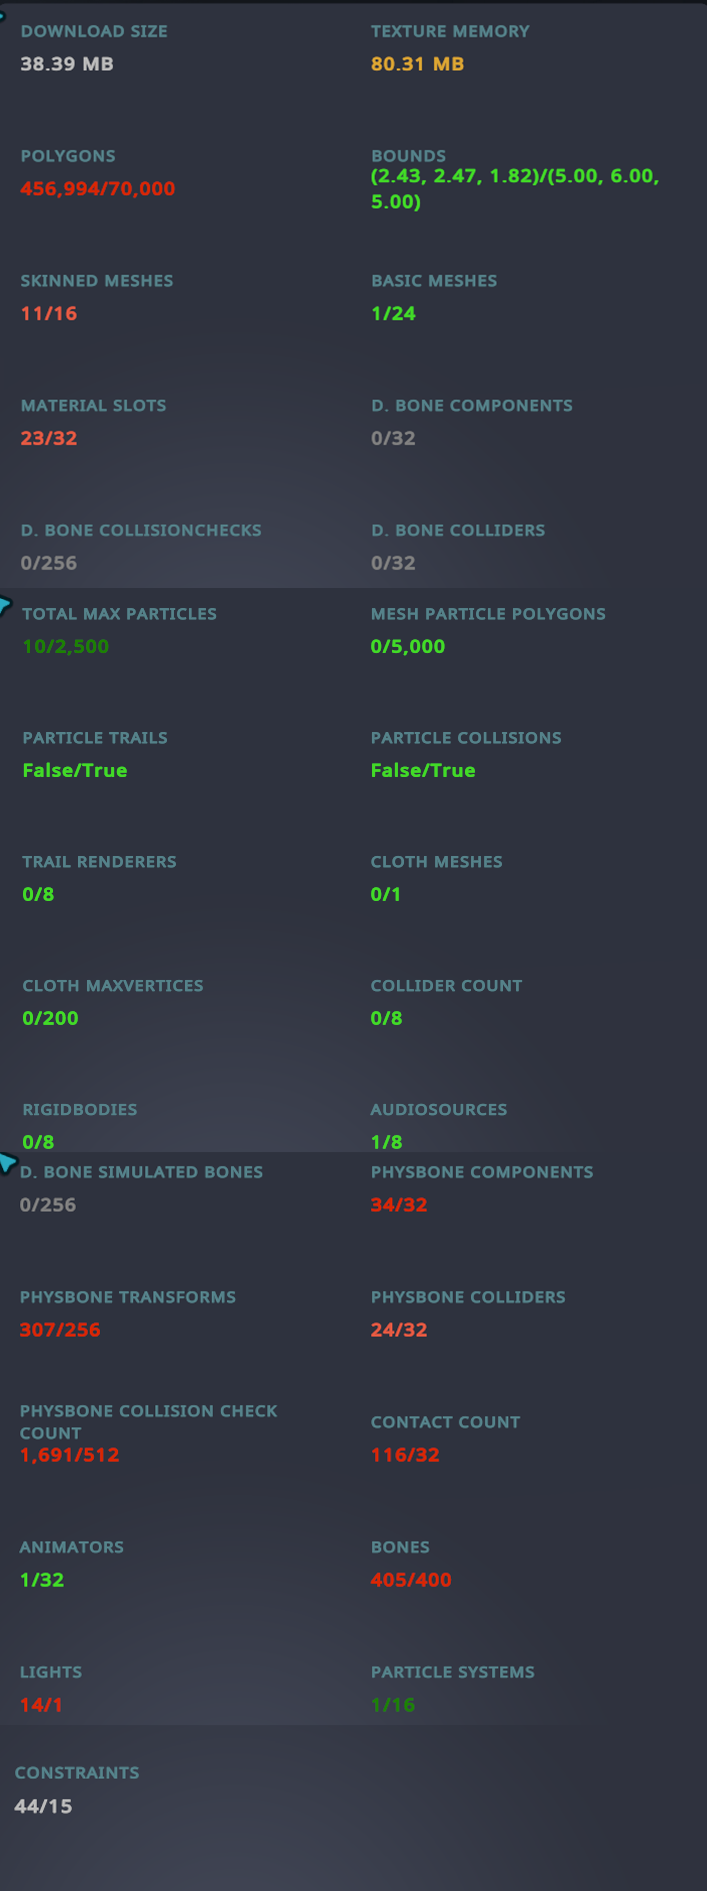 DOWNLOAD SIZE
38.39 MB
TEXTURE MEMORY
80.31 MB
POLYGONS
456,994/70,000
BOUNDS
(2.43, 2.47, 1.82)/(5.00, 6.00,
5.00)
SKINNED MESHES
11/16
BASIC MESHES
1/24
MATERIAL SLOTS
23/32
D. BONE COMPONENTS
0/32
D. BONE COLLISIONCHECKS
0/256
D. BONE COLLIDERS
0/32
TOTAL MAX PARTICLES
10/2,500
MESH PARTICLE POLYGONS
0/5,000
PARTICLE TRAILS
False/True
PARTICLE COLLISIONS
False/True
TRAIL RENDERERS
0/8
CLOTH MESHES
0/1
CLOTH MAXVERTICES
0/200
COLLIDER COUNT
0/8
RIGIDBODIES
0/8
AUDIOSOURCES
1/8
D. BONE SIMULATED BONES
0/256
PHYSBONE COMPONENTS
34/32
PHYSBONE TRANSFORMS
307/256
PHYSBONE COLLIDERS
24/32
PHYSBONE COLLISION CHECK
COUNT
1,691/512
CONTACT COUNT
116/32
ANIMATORS
1/32
BONES
405/400
LIGHTS
14/1
PARTICLE SYSTEMS
1/16
CONSTRAINTS
44/15